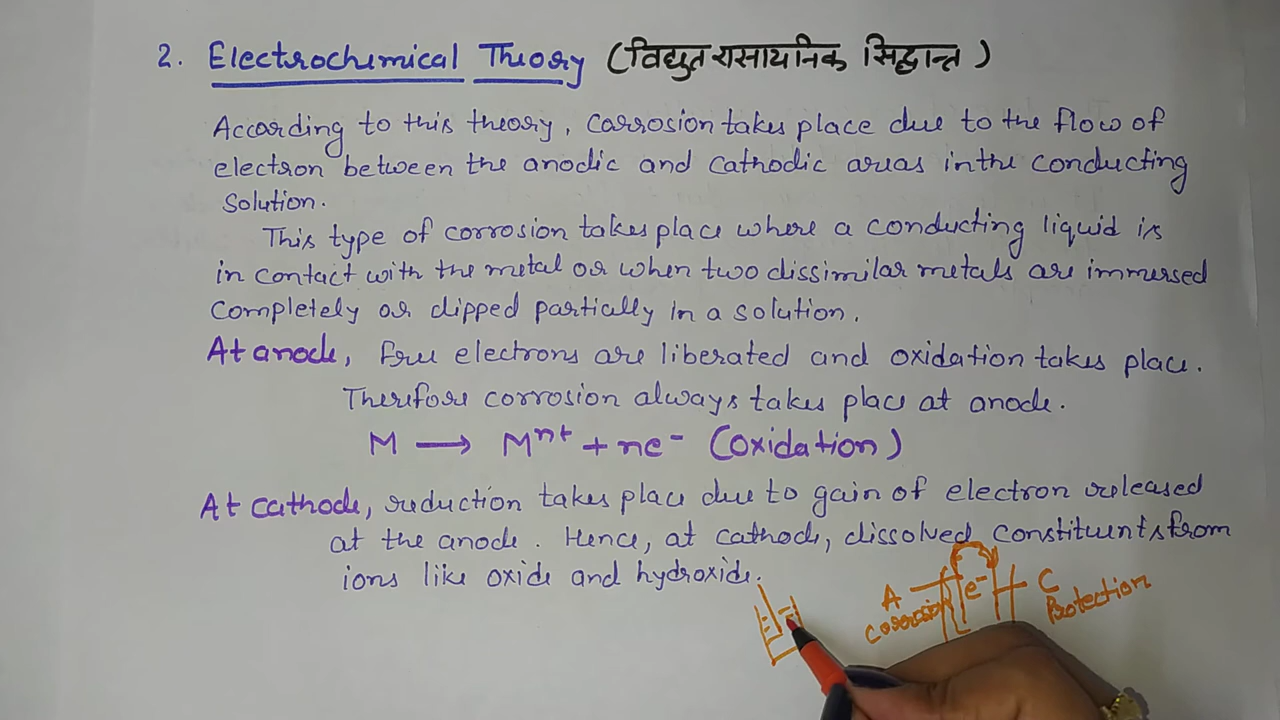 2. Electrochemical Theory (विद्युत रासायनिक सिद्धान्त)
According to this theory, corrosion takes place due to the flow of
electron between the anodic and cathodic areas in the conducting
solution.
This type of corrosion takes place where a conducting liquid is
in contact with the metal or when two dissimilar metals are immersed
completely or dipped partially in a solution.
At anode, free electrons are liberated and oxidation takes place.
Therefore corrosion always takes place at anode.
M ⟶ Mⁿ⁺ + ne⁻ (oxidation)
At cathode, reduction takes place due to gain of electron released
at the anode. Hence, at cathode, dissolved constituents from
ions like oxide and hydroxide.
A e⁻ C
Corrosion Protection